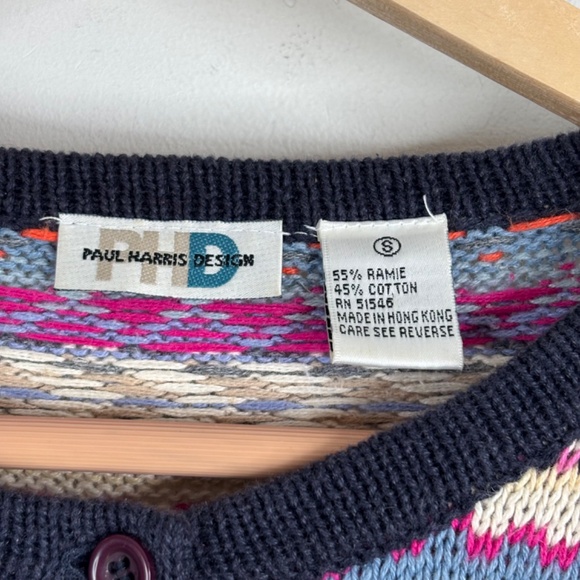 PHD
PAUL HARRIS DESIGN
S
55% RAMIE
45% COTTON
RN 51546
MADE IN HONG KONG
CARE SEE REVERSE